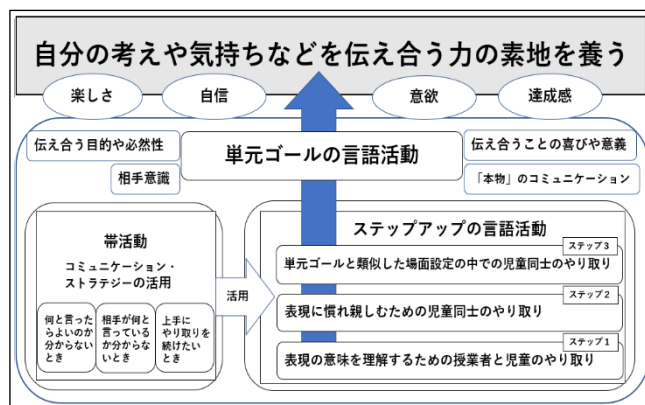 自分の考えや気持ちなどを伝え合う力の素地を養う
楽しさ
自信
意欲
達成感
伝え合う目的や必然性
相手意識
単元ゴールの言語活動
伝え合うことの喜びや意義
「本物」のコミュニケーション
帯活動
コミュニケーション・
ストラテジーの活用
何と言った
らよいのか
分からない
とき
相手が何と
言っている
か分からな
いとき
上手に
やり取りを
続けたい
とき
活用
ステップアップの言語活動
ステップ3
単元ゴールと類似した場面設定の中での児童同士のやり取り
ステップ2
表現に慣れ親しむための児童同士のやり取り
ステップ1
表現の意味を理解するための授業者と児童のやり取り